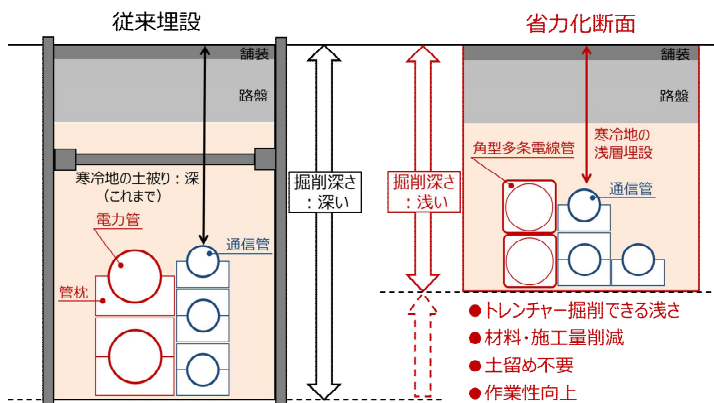 従来埋設
省力化断面
舗装
路盤
寒冷地の土被り:深
(これまで)
電力管
通信管
管枕
掘削深さ
:深い
掘削深さ
:浅い
舗装
路盤
寒冷地の
浅層埋設
角型多条電線管
通信管
●トレンチャー掘削できる浅さ
●材料・施工量削減
●土留め不要
●作業性向上